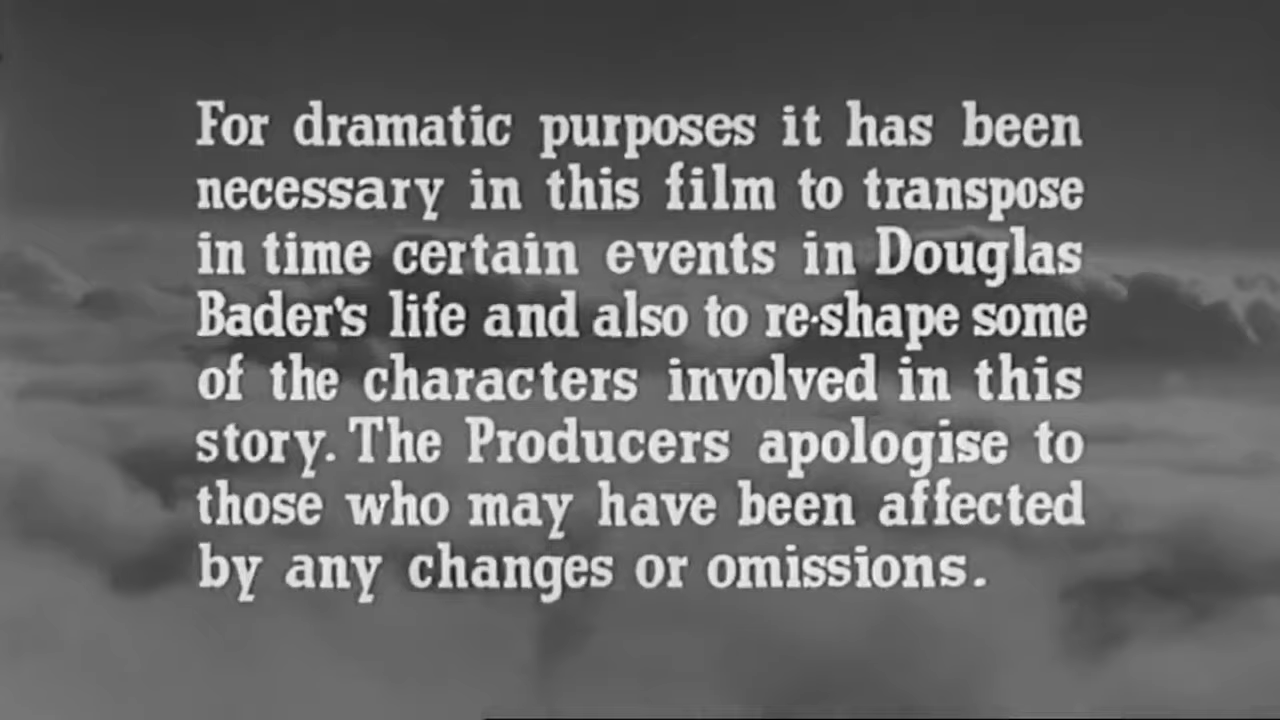 For dramatic purposes it has been
necessary in this film to transpose
in time certain events in Douglas
Bader's life and also to re-shape some
of the characters involved in this
story. The Producers apologise to
those who may have been affected
by any changes or omissions.